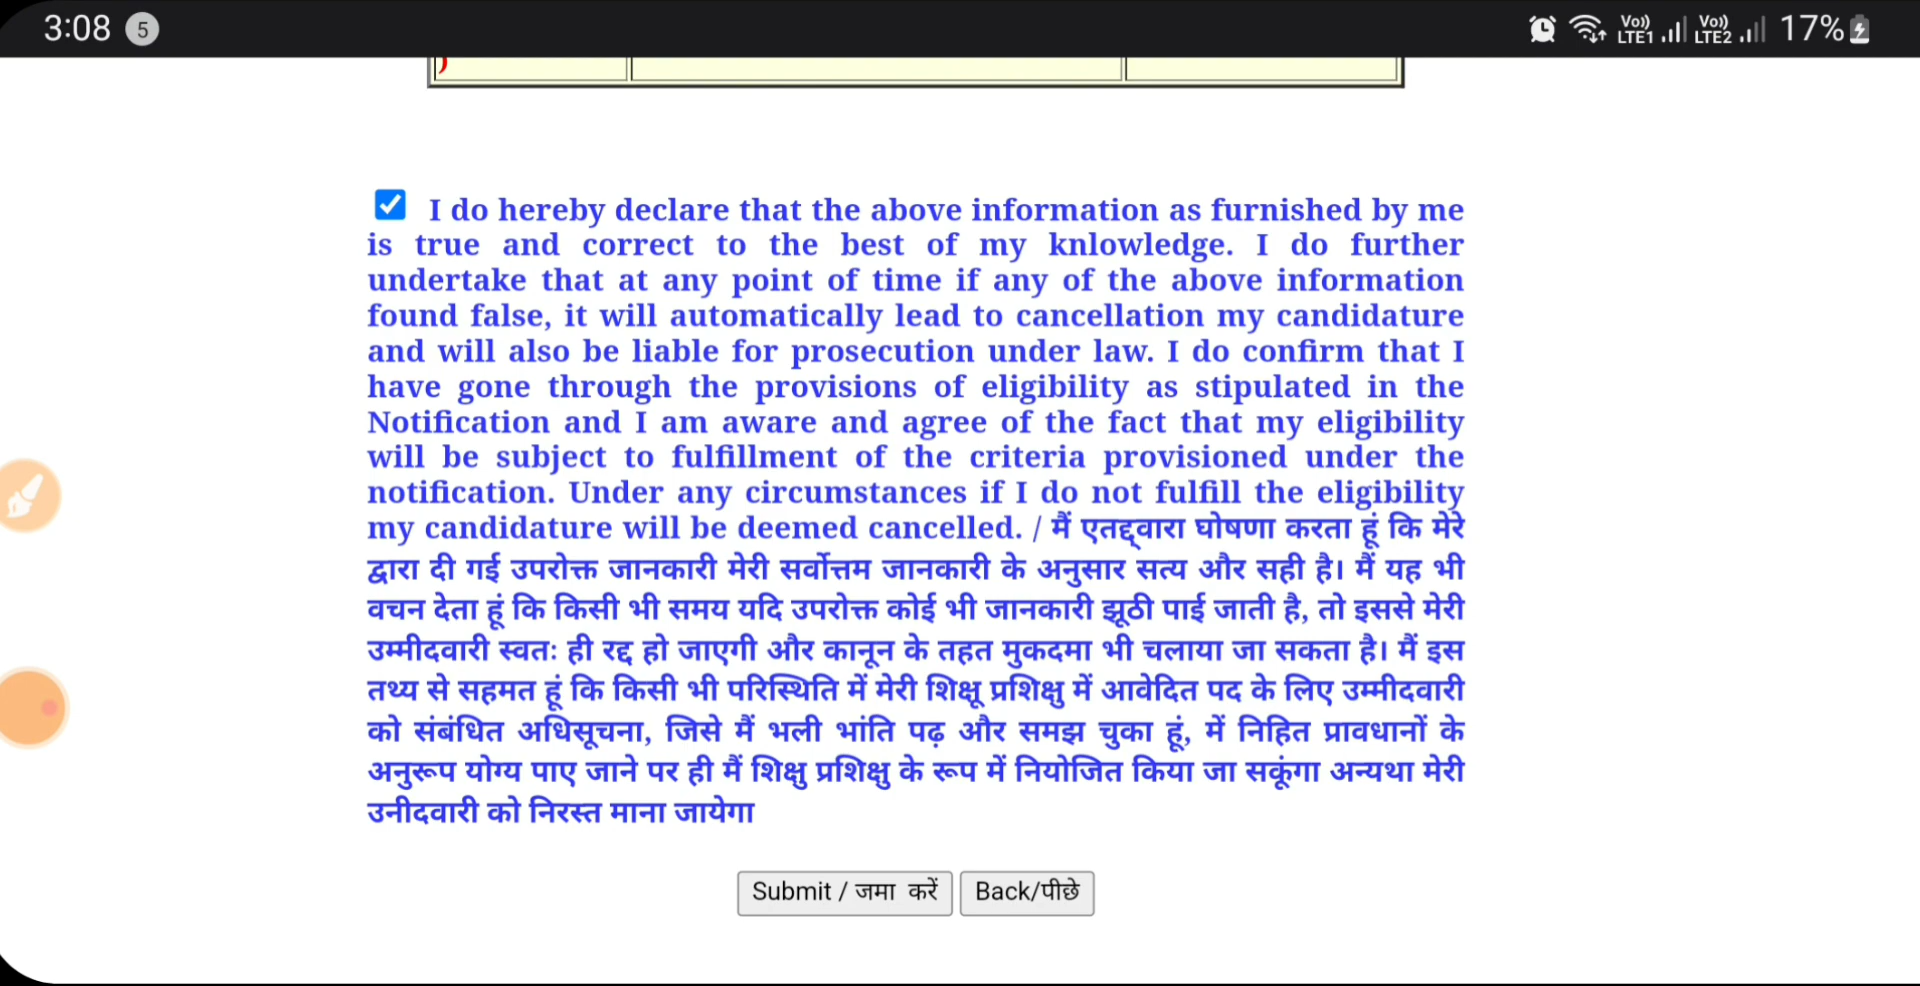 3:08 5 Vo)) LTE1 Vo)) LTE2 17%
)
I do hereby declare that the above information as furnished by me
is true and correct to the best of my knlowledge. I do further
undertake that at any point of time if any of the above information
found false, it will automatically lead to cancellation my candidature
and will also be liable for prosecution under law. I do confirm that I
have gone through the provisions of eligibility as stipulated in the
Notification and I am aware and agree of the fact that my eligibility
will be subject to fulfillment of the criteria provisioned under the
notification. Under any circumstances if I do not fulfill the eligibility
my candidature will be deemed cancelled. / मैं एतद्द्वारा घोषणा करता हूं कि मेरे
द्वारा दी गई उपरोक्त जानकारी मेरी सर्वोत्तम जानकारी के अनुसार सत्य और सही है। मैं यह भी
वचन देता हूं कि किसी भी समय यदि उपरोक्त कोई भी जानकारी झूठी पाई जाती है, तो इससे मेरी
उम्मीदवारी स्वतः ही रद्द हो जाएगी और कानून के तहत मुकदमा भी चलाया जा सकता है। मैं इस
तथ्य से सहमत हूं कि किसी भी परिस्थिति में मेरी शिक्षू प्रशिक्षु में आवेदित पद के लिए उम्मीदवारी
को संबंधित अधिसूचना, जिसे मैं भली भांति पढ़ और समझ चुका हूं, में निहित प्रावधानों के
अनुरूप योग्य पाए जाने पर ही मैं शिक्षु प्रशिक्षु के रूप में नियोजित किया जा सकूंगा अन्यथा मेरी
उनीदवारी को निरस्त माना जायेगा
Submit / जमा करें Back/पीछे